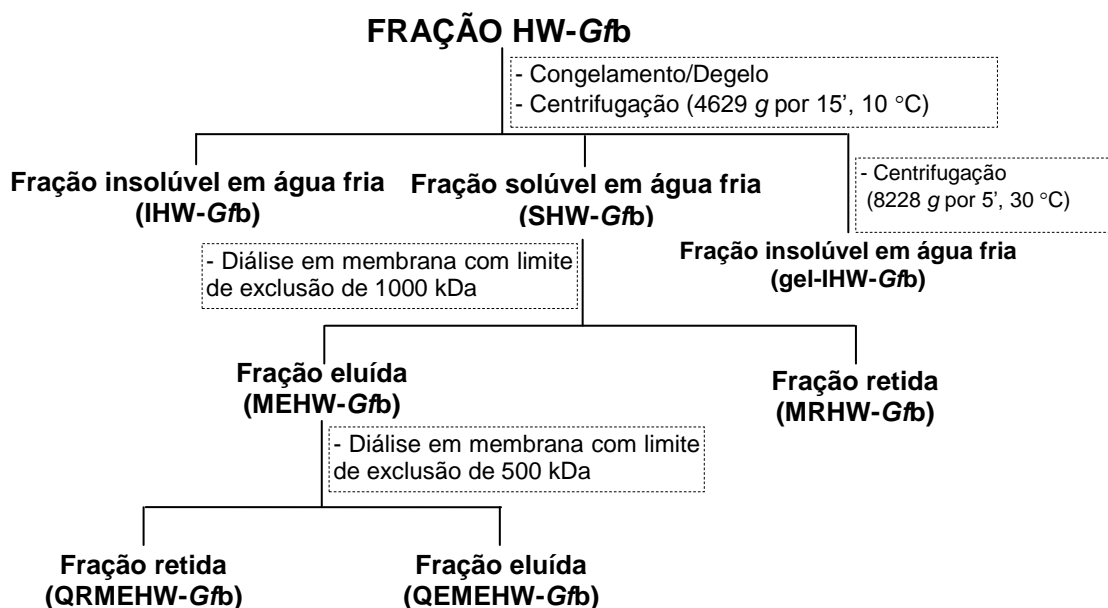 FRAÇÃO HW-Gfb
- Congelamento/Degelo
- Centrifugação (4629 g por 15’, 10 °C)
Fração insolúvel em água fria
(IHW-Gfb)
Fração solúvel em água fria
(SHW-Gfb)
- Centrifugação
(8228 g por 5’, 30 °C)
Fração insolúvel em água fria
(gel-IHW-Gfb)
- Diálise em membrana com limite
de exclusão de 1000 kDa
Fração eluída
(MEHW-Gfb)
Fração retida
(MRHW-Gfb)
- Diálise em membrana com limite
de exclusão de 500 kDa
Fração retida
(QRMEHW-Gfb)
Fração eluída
(QEMEHW-Gfb)